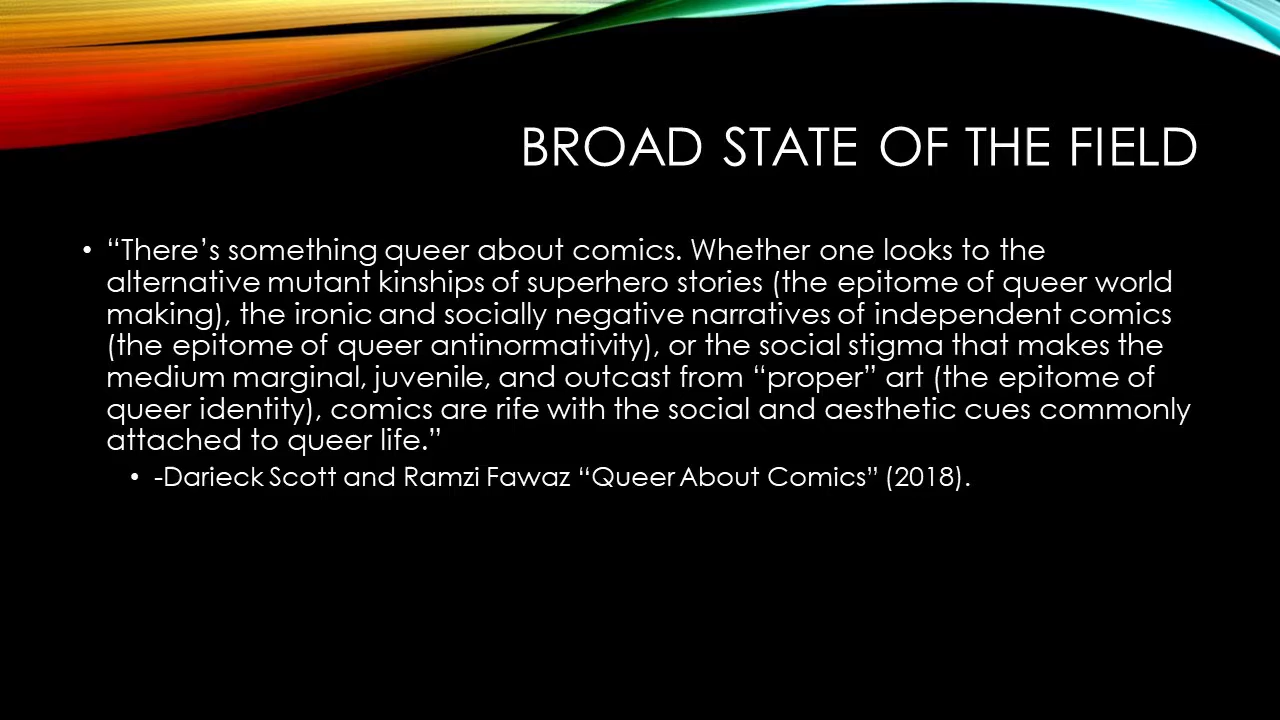 BROAD STATE OF THE FIELD
• “There’s something queer about comics. Whether one looks to the
alternative mutant kinships of superhero stories (the epitome of queer world
making), the ironic and socially negative narratives of independent comics
(the epitome of queer antinormativity), or the social stigma that makes the
medium marginal, juvenile, and outcast from “proper” art (the epitome of
queer identity), comics are rife with the social and aesthetic cues commonly
attached to queer life.”
• -Darieck Scott and Ramzi Fawaz “Queer About Comics” (2018).